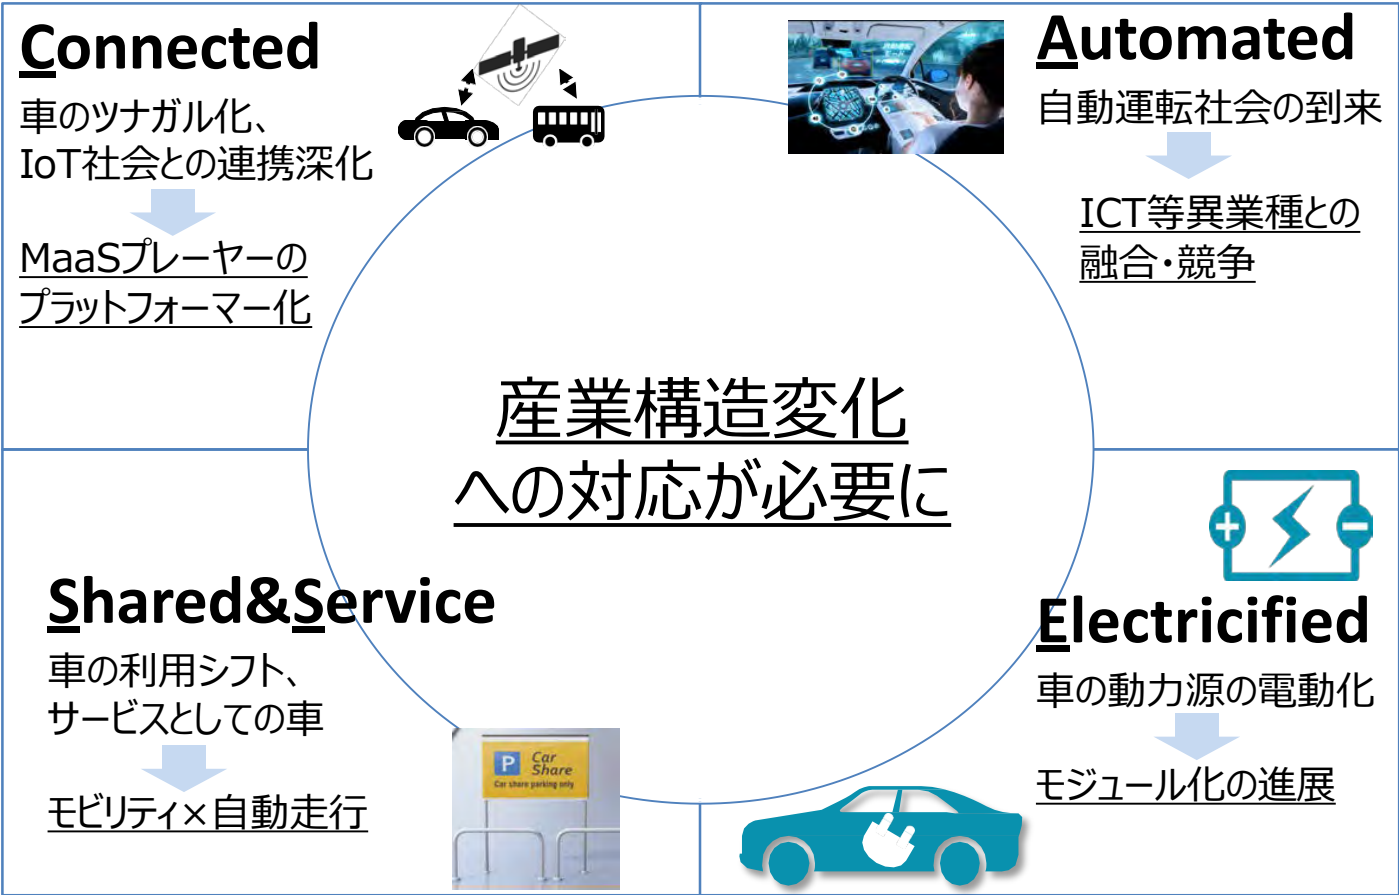 Connected
車のツナガル化、
IoT社会との連携深化
MaaSプレーヤーの
プラットフォーマー化
Automated
自動運転社会の到来
ICT等異業種との
融合・競争
産業構造変化
への対応が必要に
Shared&Service
車の利用シフト、
サービスとしての車
モビリティ×自動走行
P
Car
Share
Car share parking only
Electricified
車の動力源の電動化
モジュール化の進展